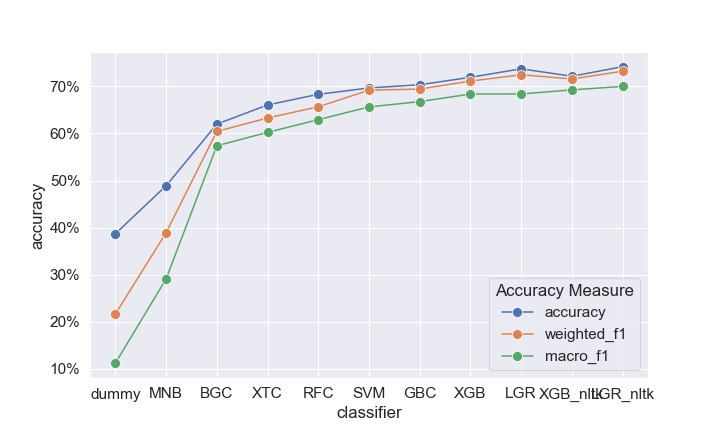 70%
60%
50%
40%
30%
20%
10%
accuracy
Accuracy Measure
accuracy
weighted_f1
macro_f1
dummy MNB BGC XTC RFC SVM GBC XGB LGR XGB_nltk LGR_nltk
classifier